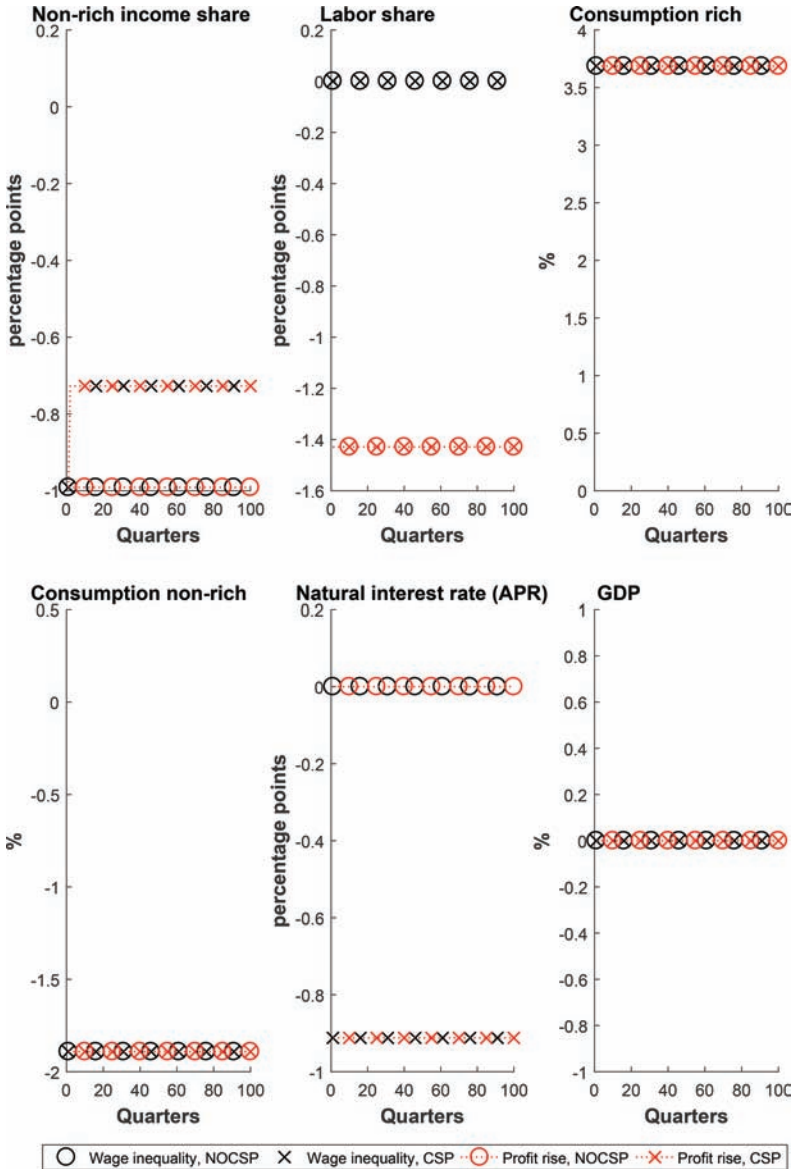 Non-rich income share
Labor share
Consumption rich
percentage points
0.2
0
-0.2
-0.4
-0.6
-0.8
-1
0 20 40 60 80 100
Quarters
percentage points
0.2
0
-0.2
-0.4
-0.6
-0.8
-1
-1.2
-1.4
-1.6
0 20 40 60 80 100
Quarters
%
4
3.5
3
2.5
2
1.5
1
0.5
0
0 20 40 60 80 100
Quarters
Consumption non-rich
Natural interest rate (APR)
GDP
%
0.5
0
-0.5
-1
-1.5
-2
0 20 40 60 80 100
Quarters
percentage points
0.2
0
-0.2
-0.4
-0.6
-0.8
-1
0 20 40 60 80 100
Quarters
%
1
0.8
0.6
0.4
0.2
0
-0.2
-0.4
-0.6
-0.8
-1
0 20 40 60 80 100
Quarters
Wage inequality, NOCSP
Wage inequality, CSP
Profit rise, NOCSP
Profit rise, CSP